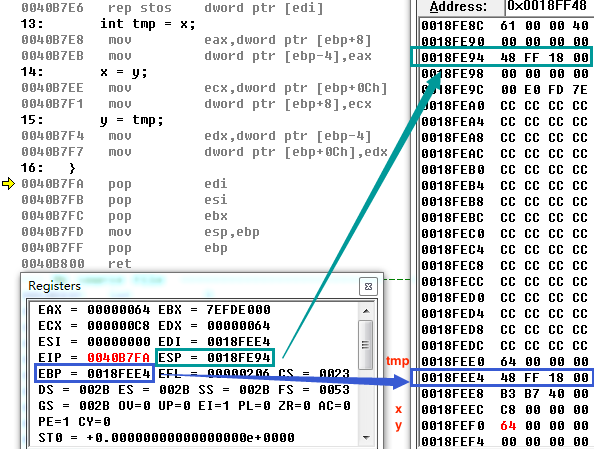 0040B7E6 rep stos dword ptr [edi]
13: int tmp = x;
0040B7E8 mov eax,dword ptr [ebp+8]
0040B7EB mov dword ptr [ebp-4],eax
14: x = y;
0040B7EE mov ecx,dword ptr [ebp+0Ch]
0040B7F1 mov dword ptr [ebp+8],ecx
15: y = tmp;
0040B7F4 mov edx,dword ptr [ebp-4]
0040B7F7 mov dword ptr [ebp+0Ch],edx
16: }
0040B7FA pop edi
0040B7FB pop esi
0040B7FC pop ebx
0040B7FD mov esp,ebp
0040B7FF pop ebp
0040B800 ret
Registers
EAX = 00000064 EBX = 7EFDE000
ECX = 000000C8 EDX = 00000064
ESI = 00000000 EDI = 0018FEE4
EIP = 0040B7FA ESP = 0018FE94
EBP = 0018FEE4 EFL = 00000206 CS = 0023
DS = 002B ES = 002B SS = 002B FS = 0053
GS = 002B OV=0 UP=0 EI=1 PL=0 ZR=0 AC=0
PE=1 CY=0
ST0 = +0.00000000000000000e+0000
Address: 0x0018FF48
0018FE8C 61 00 00 40
0018FE90 00 00 00 00
0018FE94 48 FF 18 00
0018FE98 00 00 00 00
0018FE9C 00 E0 FD 7E
0018FEA0 CC CC CC CC
0018FEA4 CC CC CC CC
0018FEA8 CC CC CC CC
0018FEAC CC CC CC CC
0018FEB0 CC CC CC CC
0018FEB4 CC CC CC CC
0018FEB8 CC CC CC CC
0018FEBC CC CC CC CC
0018FEC0 CC CC CC CC
0018FEC4 CC CC CC CC
0018FEC8 CC CC CC CC
0018FECC CC CC CC CC
0018FED0 CC CC CC CC
0018FED4 CC CC CC CC
0018FED8 CC CC CC CC
0018FEDC CC CC CC CC
tmp 0018FEE0 64 00 00 00
0018FEE4 48 FF 18 00
0018FEE8 B3 B7 40 00
x 0018FEEC C8 00 00 00
y 0018FEF0 64 00 00 00
0018FEF4 00 00 00 00